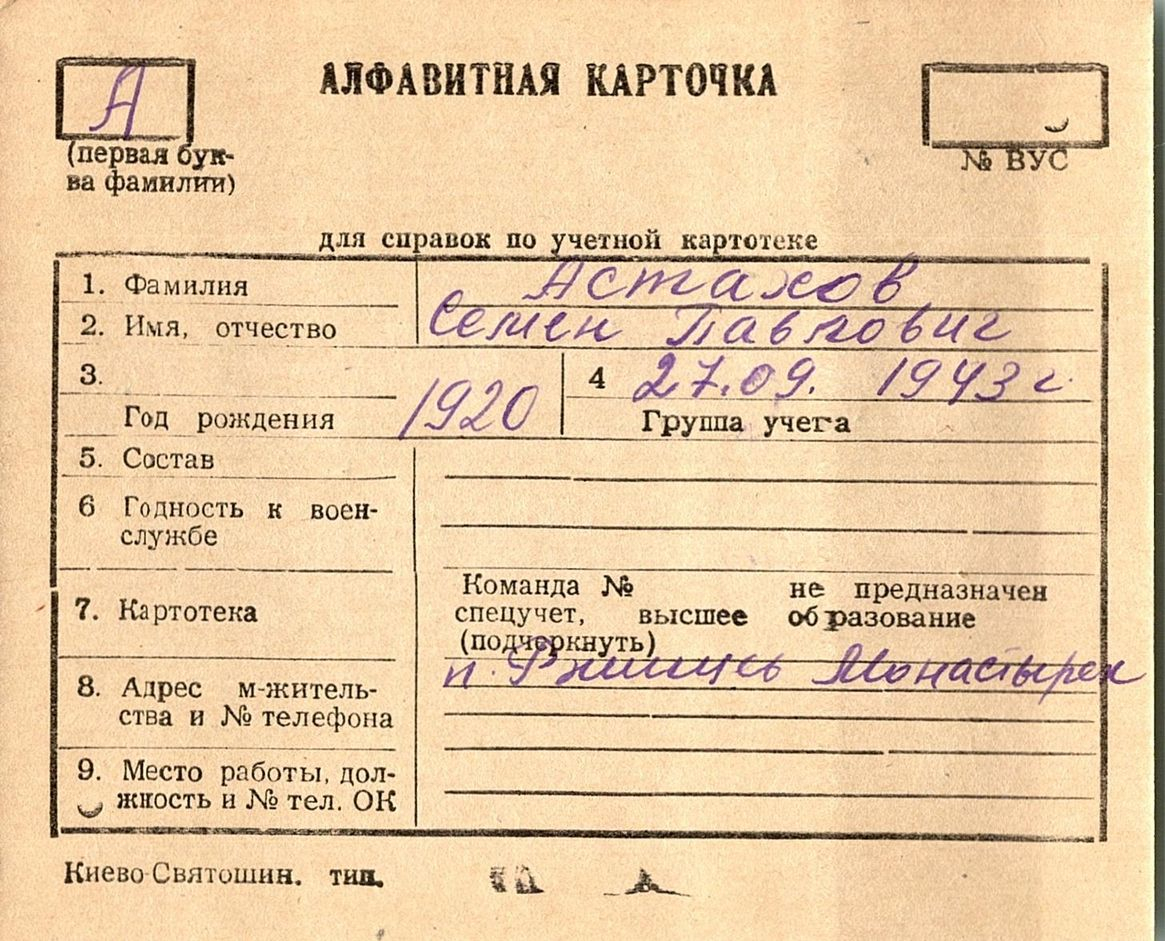 А
АЛФАВИТНАЯ КАРТОЧКА
(первая бук-
ва фамилии)
№ ВУС
для справок по учетной картотеке
1. Фамилия Астахов
2. Имя, отчество Семен Павлович
3. Год рождения 1920
4 27.09. 1943 г
Группа учета
5. Состав
6 Годность к воен-
службе
7. Картотека
Команда № не предназначен
спецучет, высшее образование
(подчеркнуть)
8. Адрес м-житель-
ства и № телефона
п. Ржищев Монастырек
9. Место работы, дол-
жность и № тел. ОК
Киево-Святошин. тип.